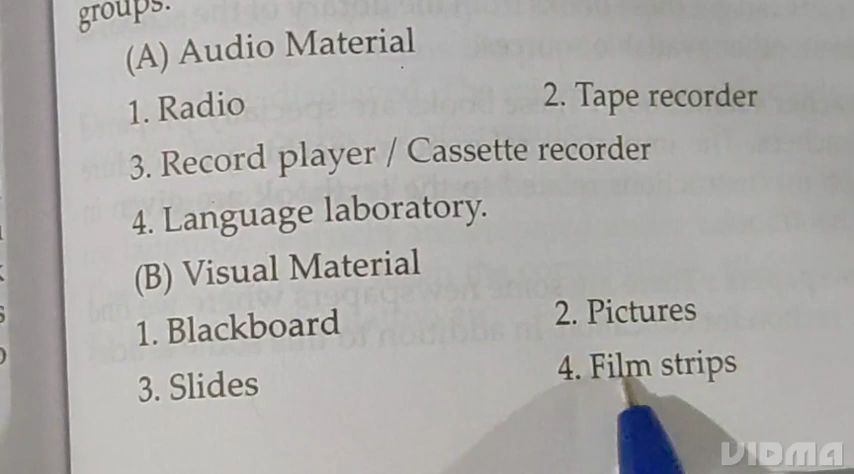 groups.
(A) Audio Material
1. Radio 2. Tape recorder
3. Record player / Cassette recorder
4. Language laboratory.
(B) Visual Material
1. Blackboard 2. Pictures
3. Slides 4. Film strips
VIDMA